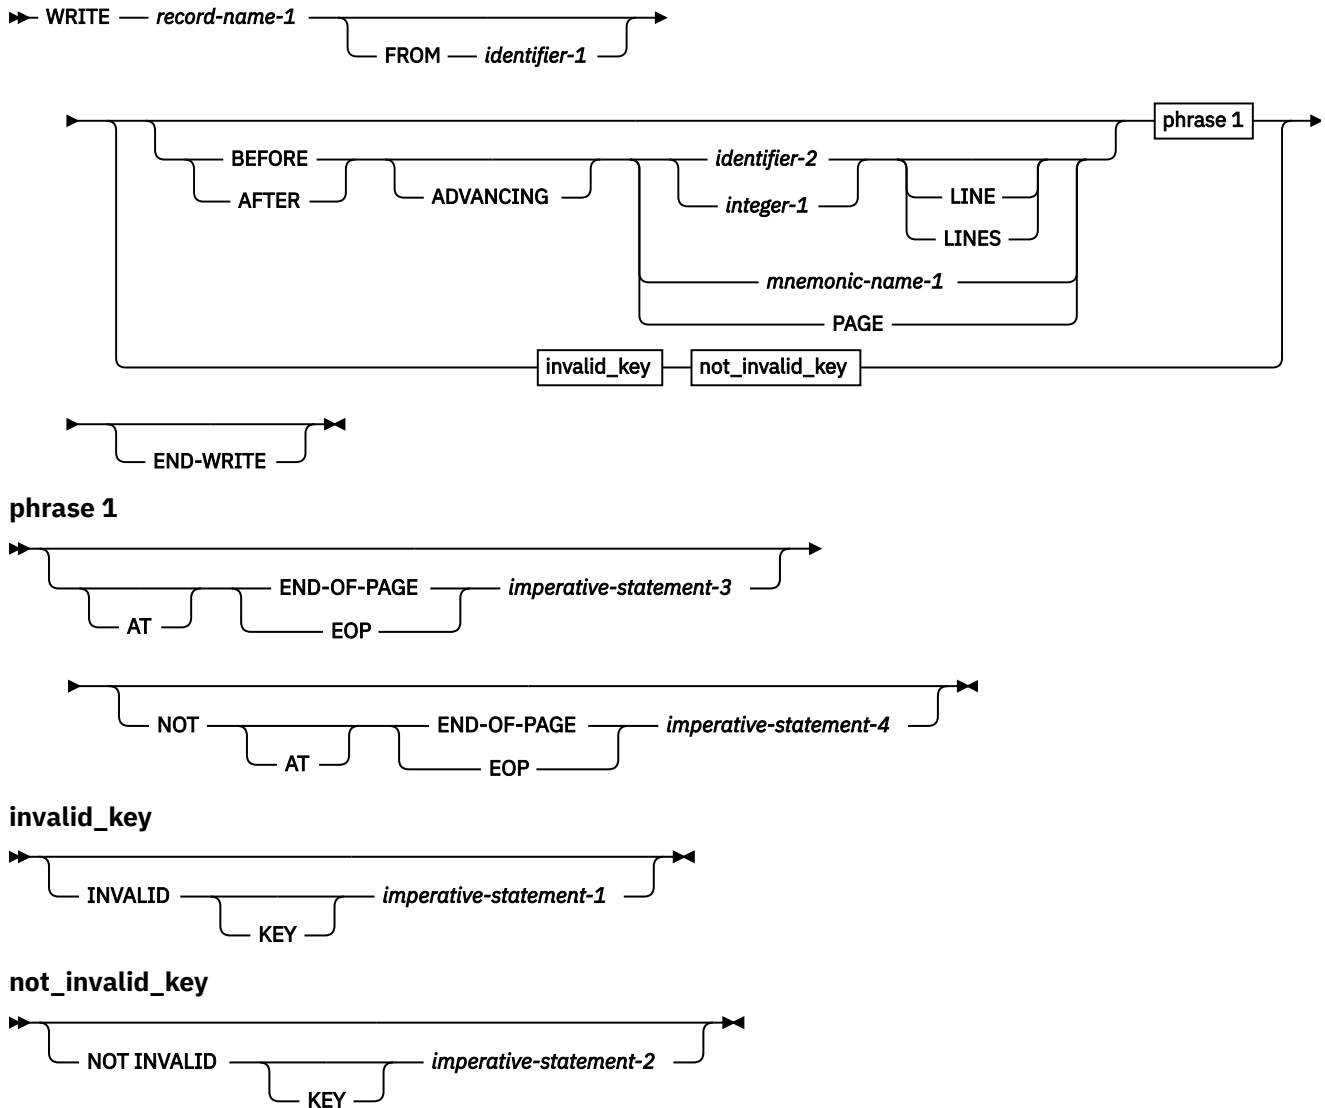 WRITE record-name-1
FROM identifier-1
phrase 1
BEFORE identifier-2
AFTER ADVANCING integer-1 LINE
LINES
mnemonic-name-1
PAGE
invalid_key not_invalid_key
END-WRITE
phrase 1
END-OF-PAGE imperative-statement-3
AT EOP
NOT END-OF-PAGE imperative-statement-4
AT EOP
invalid_key
INVALID imperative-statement-1
KEY
not_invalid_key
NOT INVALID imperative-statement-2
KEY